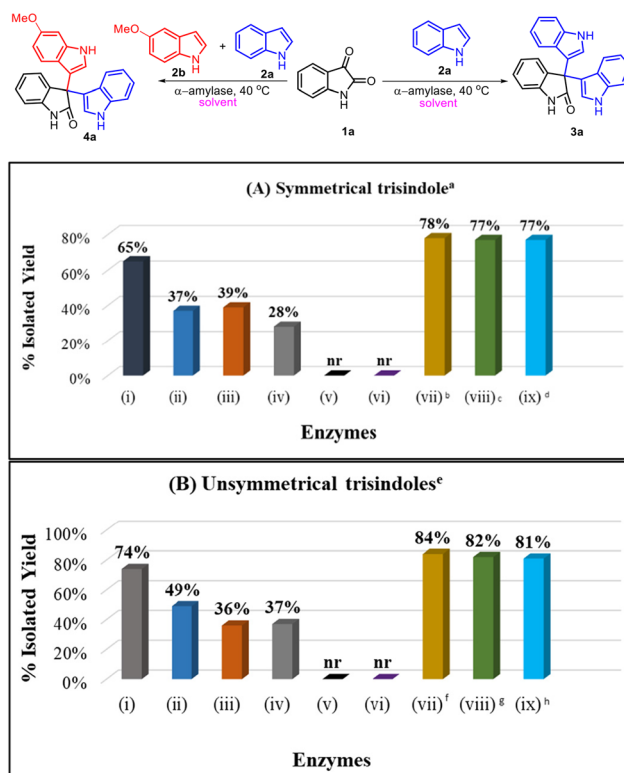 MeO
NH
MeO
N
H
2b
+
N
H
2a
α–amylase, 40 °C
solvent
O
O
N
H
1a
N
H
2a
α–amylase, 40 °C
solvent
NH
N
H
O
N
H
4a
NH
N
H
O
N
H
3a
(A) Symmetrical trisindoleᵃ
% Isolated Yield
80%
60%
40%
20%
0%
65%
37%
39%
28%
nr
nr
78%
77%
77%
(i) (ii) (iii) (iv) (v) (vi) (vii) ᵇ (viii) c (ix) ᵈ
Enzymes
(B) Unsymmetrical trisindolesᵉ
% Isolated Yield
100%
80%
60%
40%
20%
0%
74%
49%
36%
37%
nr
nr
84%
82%
81%
(i) (ii) (iii) (iv) (v) (vi) (vii) ᶠ (viii) ᵍ (ix) ʰ
Enzymes